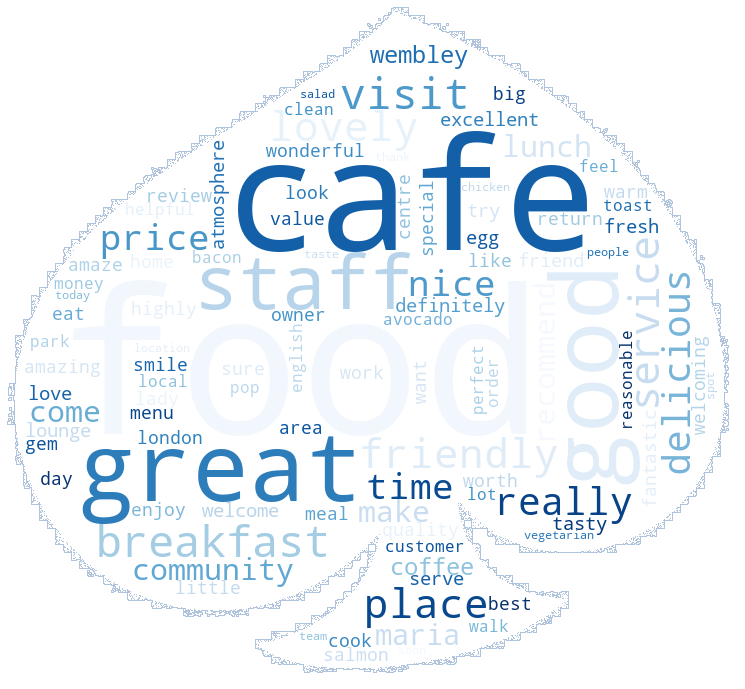 wembley
visit
big
salad
clean
excellent
lovely
cafe
lunch
wonderful
thank
atmosphere
feel
look
centre
special
chicken
warm
review
helpful
value
try
return
toast
fresh
price
egg
people
amaze
home
bacon
staff
taste
nice
like
friend
good
service
delicious
money
today
eat
highly
owner
definitely
avocado
food
recommend
reasonable
welcoming
spot
park
location
english
amazing
smile
local
sure
pop
work
want
perfect
order
love
lady
come
menu
lounge
gem
london
area
great
friendly
fantastic
day
time
worth
lot
really
enjoy
welcome
meal
make
tasty
breakfast
quality
vegetarian
customer
community
coffee
little
serve
place
best
team
cook
maria
walk
salmon